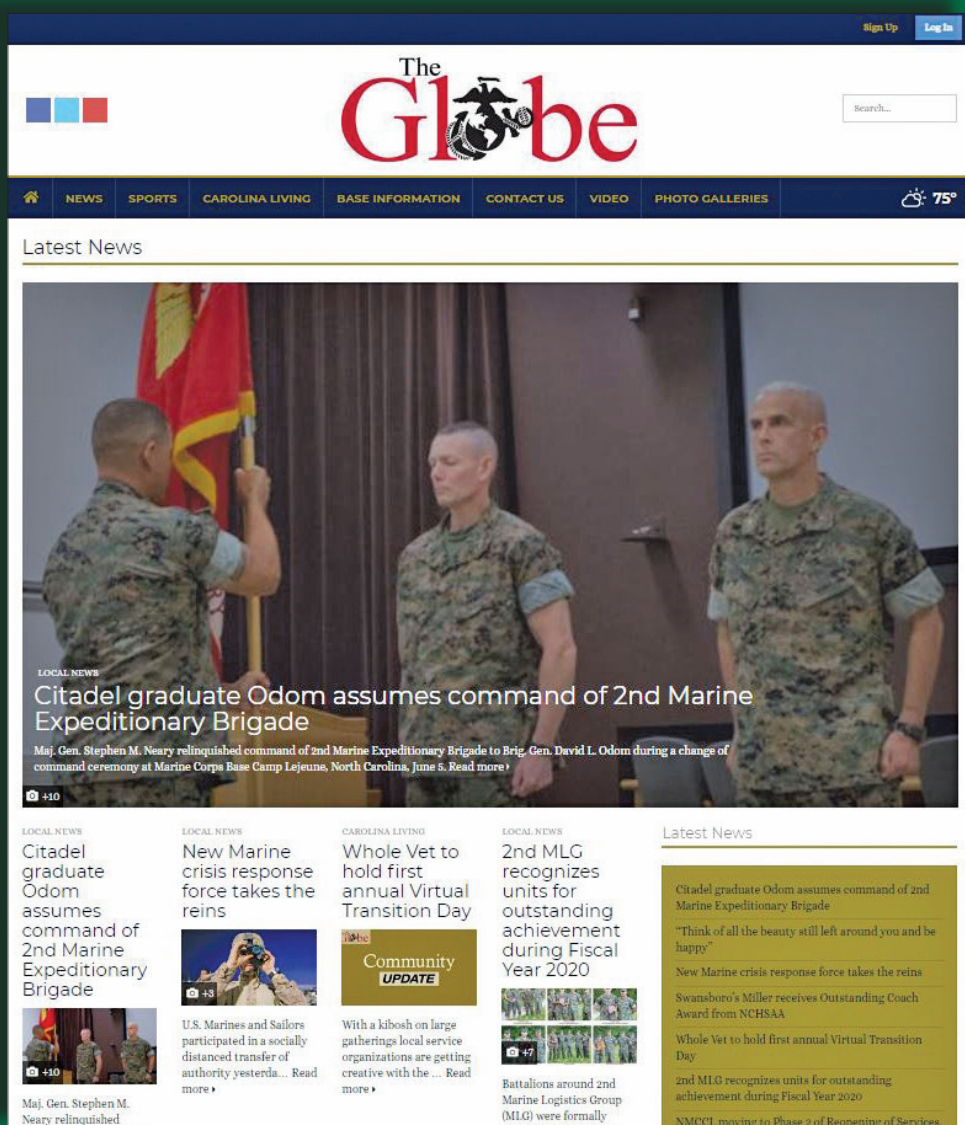 Sign Up
Log In
The
Globe
Search...
NEWS
SPORTS
CAROLINA LIVING
BASE INFORMATION
CONTACT US
VIDEO
PHOTO GALLERIES
75°
Latest News
LOCAL NEWS
Citadel graduate Odom assumes command of 2nd Marine
Expeditionary Brigade
Maj. Gen. Stephen M. Neary relinquished command of 2nd Marine Expeditionary Brigade to Brig. Gen. David L. Odom during a change of
command ceremony at Marine Corps Base Camp Lejeune, North Carolina, June 5. Read more
+10
LOCAL NEWS
Citadel
graduate
Odom
assumes
command of
2nd Marine
Expeditionary
Brigade
+10
Maj. Gen. Stephen M.
Neary relinquished
LOCAL NEWS
New Marine
crisis response
force takes the
reins
+3
U.S. Marines and Sailors
participated in a socially
distanced transfer of
authority yesterda... Read
more
CAROLINA LIVING
Whole Vet to
hold first
annual Virtual
Transition Day
Community
UPDATE
With a kibosh on large
gatherings local service
organizations are getting
creative with the ... Read
more
LOCAL NEWS
2nd MLG
recognizes
units for
outstanding
achievement
during Fiscal
Year 2020
+7
Battalions around 2nd
Marine Logistics Group
(MLG) were formally
Latest News
Citadel graduate Odom assumes command of 2nd
Marine Expeditionary Brigade
"Think of all the beauty still left around you and be
happy"
New Marine crisis response force takes the reins
Swansboro's Miller receives Outstanding Coach
Award from NCHSAA
Whole Vet to hold first annual Virtual Transition
Day
2nd MLG recognizes units for outstanding
achievement during Fiscal Year 2020
NMCCL moving to Phase 2 of Reopening of Services